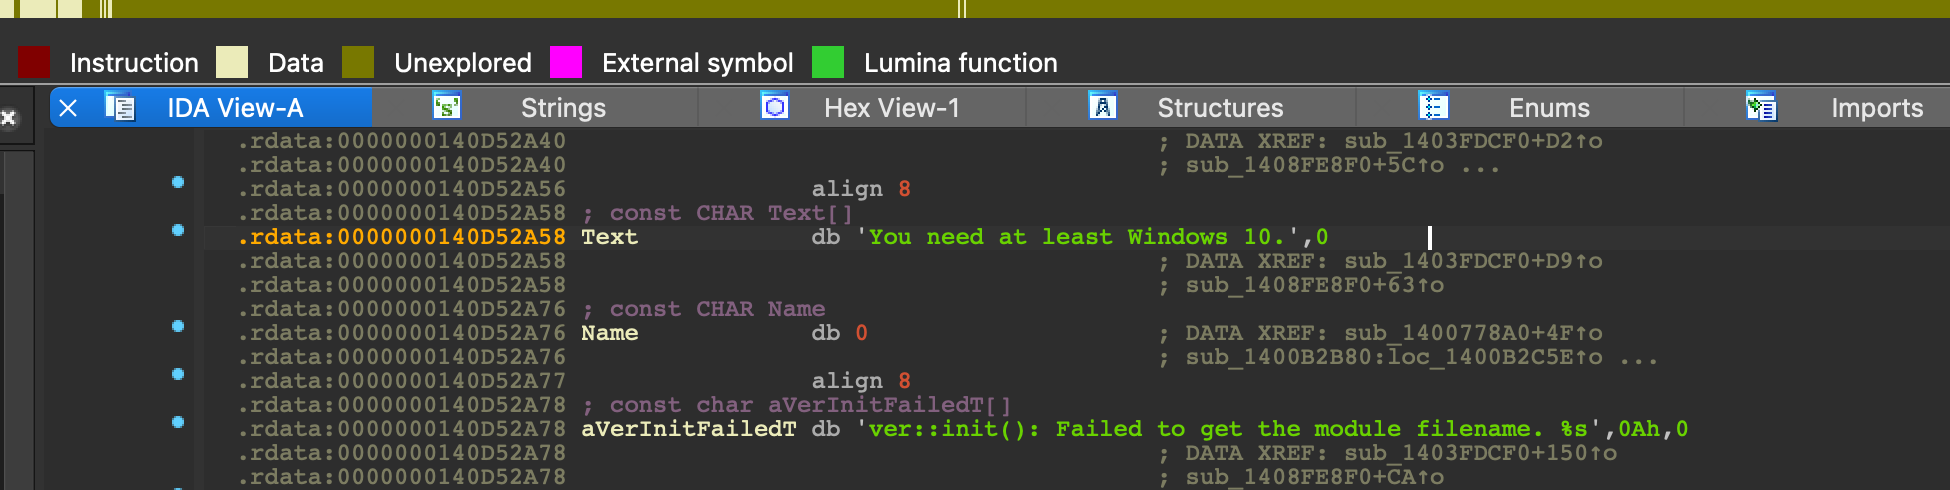 Instruction Data Unexplored External symbol Lumina function
IDA View-A Strings Hex View-1 Structures Enums Imports
.rdata:0000000140D52A40 ; DATA XREF: sub_1403FDCF0+D2↑o
.rdata:0000000140D52A40 ; sub_1408FE8F0+5C↑o ...
.rdata:0000000140D52A56 align 8
.rdata:0000000140D52A58 ; const CHAR Text[]
.rdata:0000000140D52A58 Text db 'You need at least Windows 10.',0
.rdata:0000000140D52A58 ; DATA XREF: sub_1403FDCF0+D9↑o
.rdata:0000000140D52A58 ; sub_1408FE8F0+63↑o
.rdata:0000000140D52A76 ; const CHAR Name
.rdata:0000000140D52A76 Name db 0 ; DATA XREF: sub_1400778A0+4F↑o
.rdata:0000000140D52A76 ; sub_1400B2B80:loc_1400B2C5E↑o ...
.rdata:0000000140D52A77 align 8
.rdata:0000000140D52A78 ; const char aVerInitFailedT[]
.rdata:0000000140D52A78 aVerInitFailedT db 'ver::init(): Failed to get the module filename. %s',0Ah,0
.rdata:0000000140D52A78 ; DATA XREF: sub_1403FDCF0+150↑o
.rdata:0000000140D52A78 ; sub_1408FE8F0+CA↑o